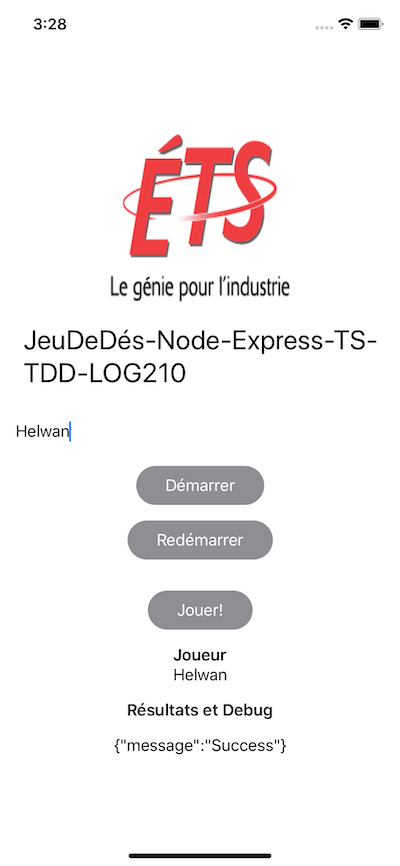 3:28
ÉTS
Le génie pour l'industrie
JeuDeDés-Node-Express-TS-
TDD-LOG210
Helwan
Démarrer
Redémarrer
Jouer!
Joueur
Helwan
Résultats et Debug
{"message":"Success"}